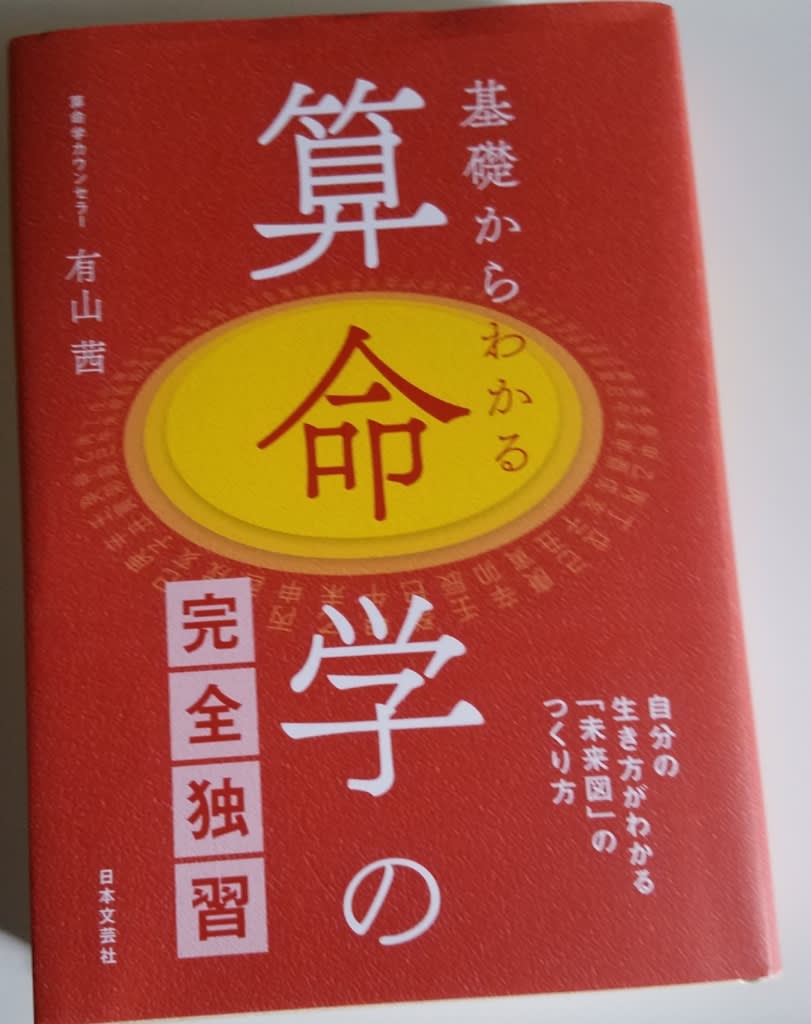 基礎からわかる
算命学の
完全独習
自分の
生き方がわかる
「未来図」の
つくり方
算命学カウンセラー 有山 茜
日本文芸社